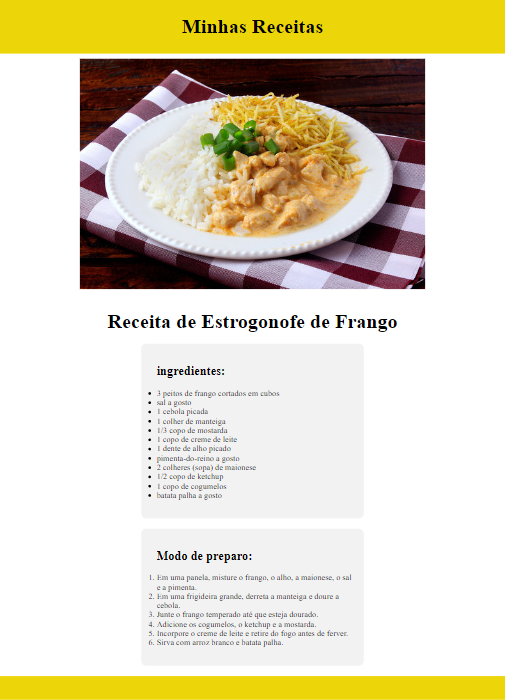 Minhas Receitas
Receita de Estrogonofe de Frango
ingredientes:
3 peitos de frango cortados em cubos
sal a gosto
1 cebola picada
1 colher de manteiga
1/3 copo de mostarda
1 copo de creme de leite
1 dente de alho picado
pimenta-do-reino a gosto
2 colheres (sopa) de maionese
1/2 copo de ketchup
1 copo de cogumelos
batata palha a gosto
Modo de preparo:
1. Em uma panela, misture o frango, o alho, a maionese, o sal
e a pimenta.
2. Em uma frigideira grande, derreta a manteiga e doure a
cebola.
3. Junte o frango temperado até que esteja dourado.
4. Adicione os cogumelos, o ketchup e a mostarda.
5. Incorpore o creme de leite e retire do fogo antes de ferver.
6. Sirva com arroz branco e batata palha.